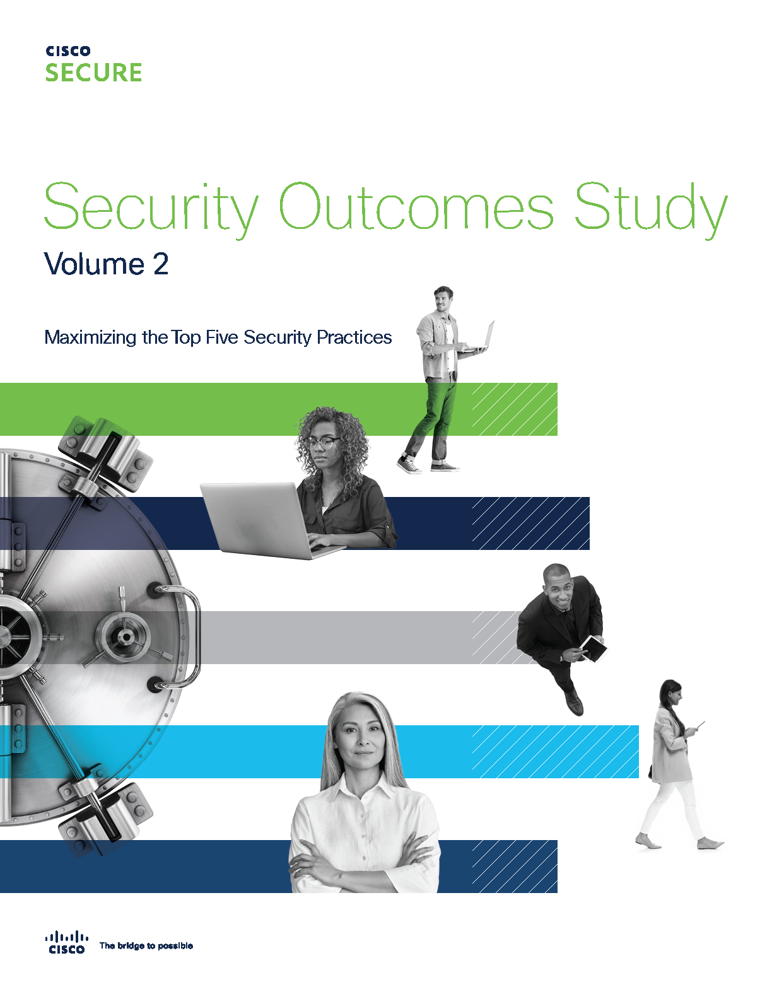 CISCO
SECURE
Security Outcomes Study
Volume 2
Maximizing the Top Five Security Practices
CISCO
The bridge to possible